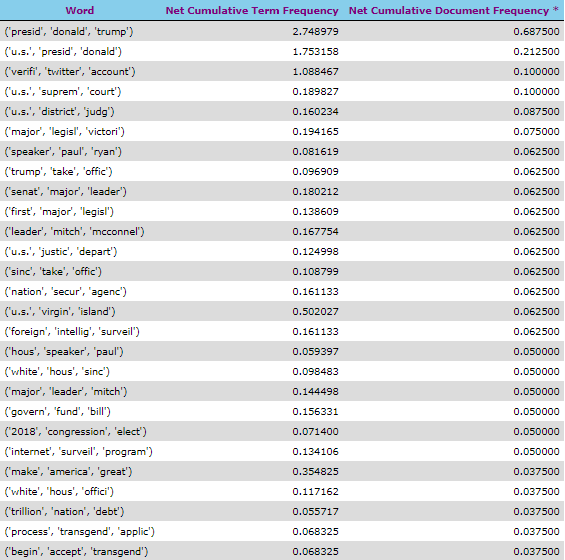 Word Net Cumulative Term Frequency Net Cumulative Document Frequency *
('presid', 'donald', 'trump') 2.748979 0.687500
('u.s.', 'presid', 'donald') 1.753158 0.212500
('verifi', 'twitter', 'account') 1.088467 0.100000
('u.s.', 'suprem', 'court') 0.189827 0.100000
('u.s.', 'district', 'judg') 0.160234 0.087500
('major', 'legisl', 'victori') 0.194165 0.075000
('speaker', 'paul', 'ryan') 0.081619 0.062500
('trump', 'take', 'offic') 0.096909 0.062500
('senat', 'major', 'leader') 0.180212 0.062500
('first', 'major', 'legisl') 0.138609 0.062500
('leader', 'mitch', 'mcconnel') 0.167754 0.062500
('u.s.', 'justic', 'depart') 0.124998 0.062500
('sinc', 'take', 'offic') 0.108799 0.062500
('nation', 'secur', 'agenc') 0.161133 0.062500
('u.s.', 'virgin', 'island') 0.502027 0.062500
('foreign', 'intellig', 'surveil') 0.161133 0.062500
('hous', 'speaker', 'paul') 0.059397 0.050000
('white', 'hous', 'sinc') 0.098483 0.050000
('major', 'leader', 'mitch') 0.144498 0.050000
('govern', 'fund', 'bill') 0.156331 0.050000
('2018', 'congression', 'elect') 0.071400 0.050000
('internet', 'surveil', 'program') 0.134106 0.050000
('make', 'america', 'great') 0.354825 0.037500
('white', 'hous', 'offici') 0.117162 0.037500
('trillion', 'nation', 'debt') 0.055717 0.037500
('process', 'transgend', 'applic') 0.068325 0.037500
('begin', 'accept', 'transgend') 0.068325 0.037500